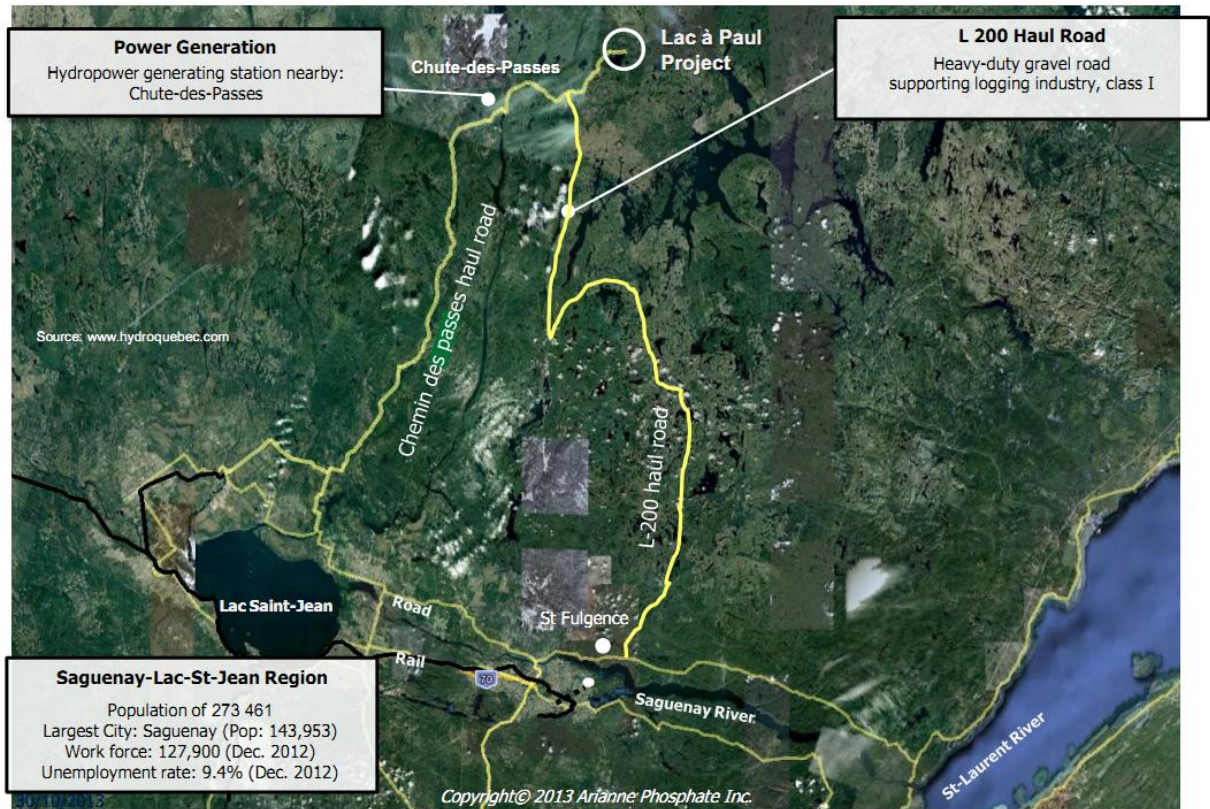 Power Generation
Hydropower generating station nearby:
Chute-des-Passes
Chute-des-Passes
Lac à Paul
Project
L 200 Haul Road
Heavy-duty gravel road
supporting logging industry, class I
Chemin des passes haul road
Source: www.hydroquebec.com
L-200 haul road
Lac Saint-Jean
Road
St Fulgence
Rail
70
Saguenay River
St-Laurent River
Saguenay-Lac-St-Jean Region
Population of 273 461
Largest City: Saguenay (Pop: 143,953)
Work force: 127,900 (Dec. 2012)
Unemployment rate: 9.4% (Dec. 2012)
30/10/2013
Copyright© 2013 Arianne Phosphate Inc.